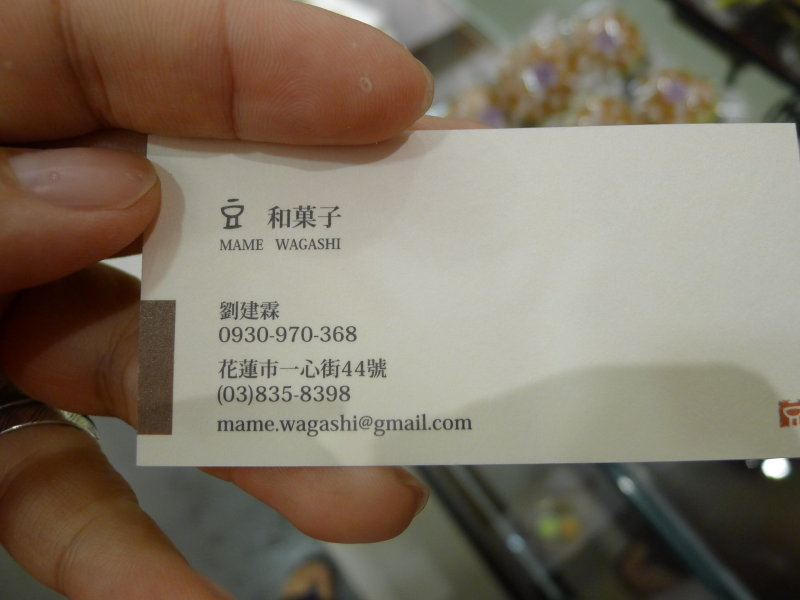 豆 和菓子
MAME WAGASHI
劉建霖
0930-970-368
花蓮市一心街44號
(03)835-8398
mame.wagashi@gmail.com